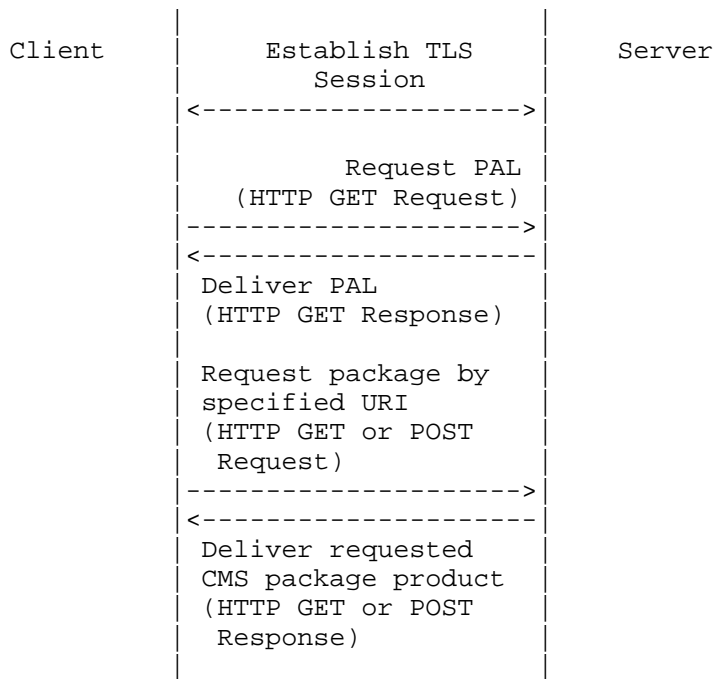 Client Establish TLS Server
Session
<--------------------->
Request PAL
(HTTP GET Request)
--------------------->
<---------------------
Deliver PAL
(HTTP GET Response)
Request package by
specified URI
(HTTP GET or POST
Request)
--------------------->
<---------------------
Deliver requested
CMS package product
(HTTP GET or POST
Response)